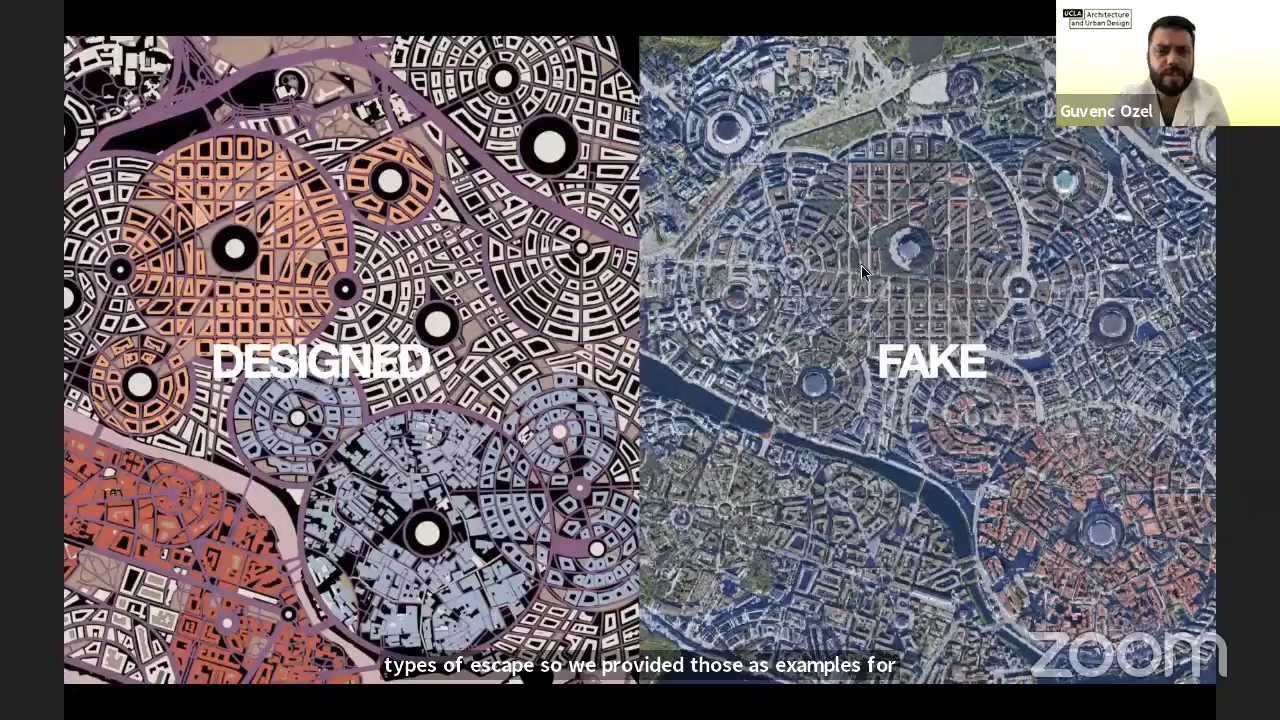 UCLA Architecture
and Urban Design
Guvenc Ozel
DESIGNED
FAKE
types of escape so we provided those as examples for
zoom